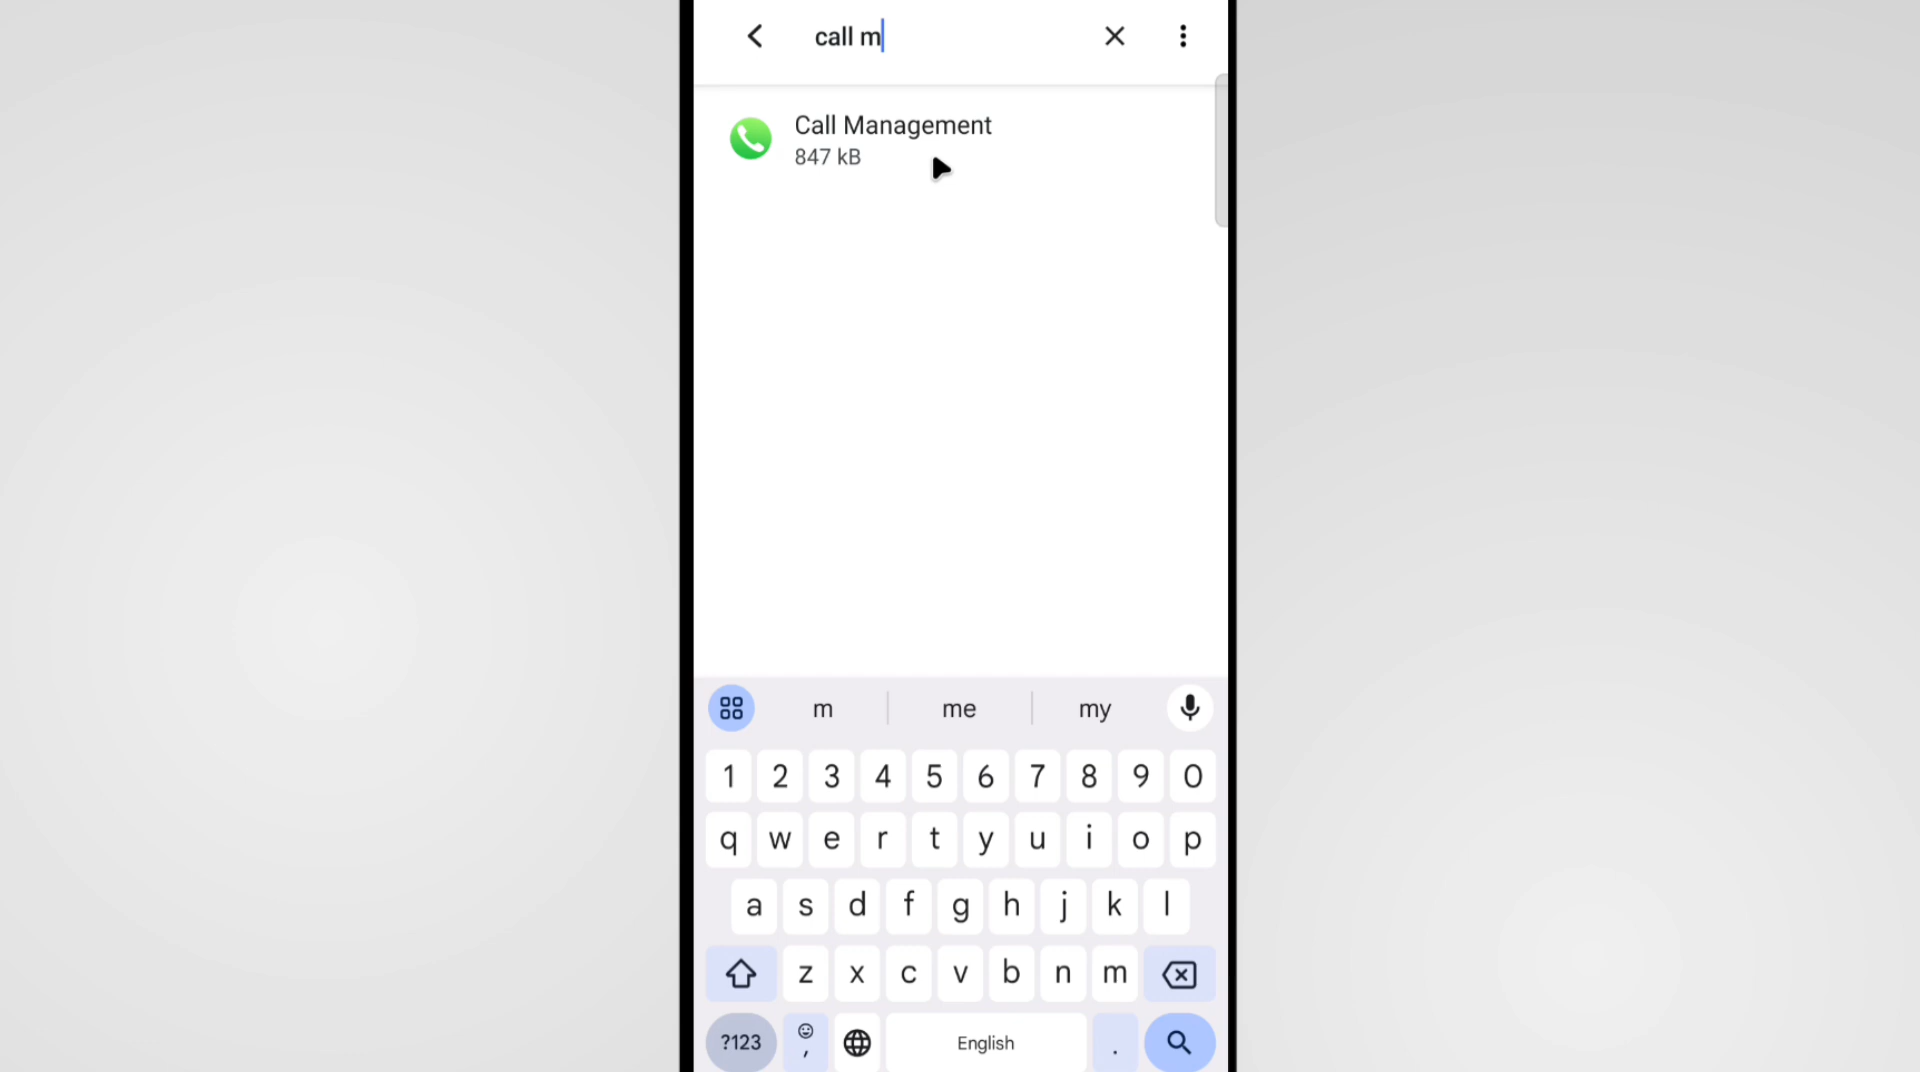 call m
Call Management
847 kB
m me my
1 2 3 4 5 6 7 8 9 0
q w e r t y u i o p
a s d f g h j k l
z x c v b n m
?123 , English .